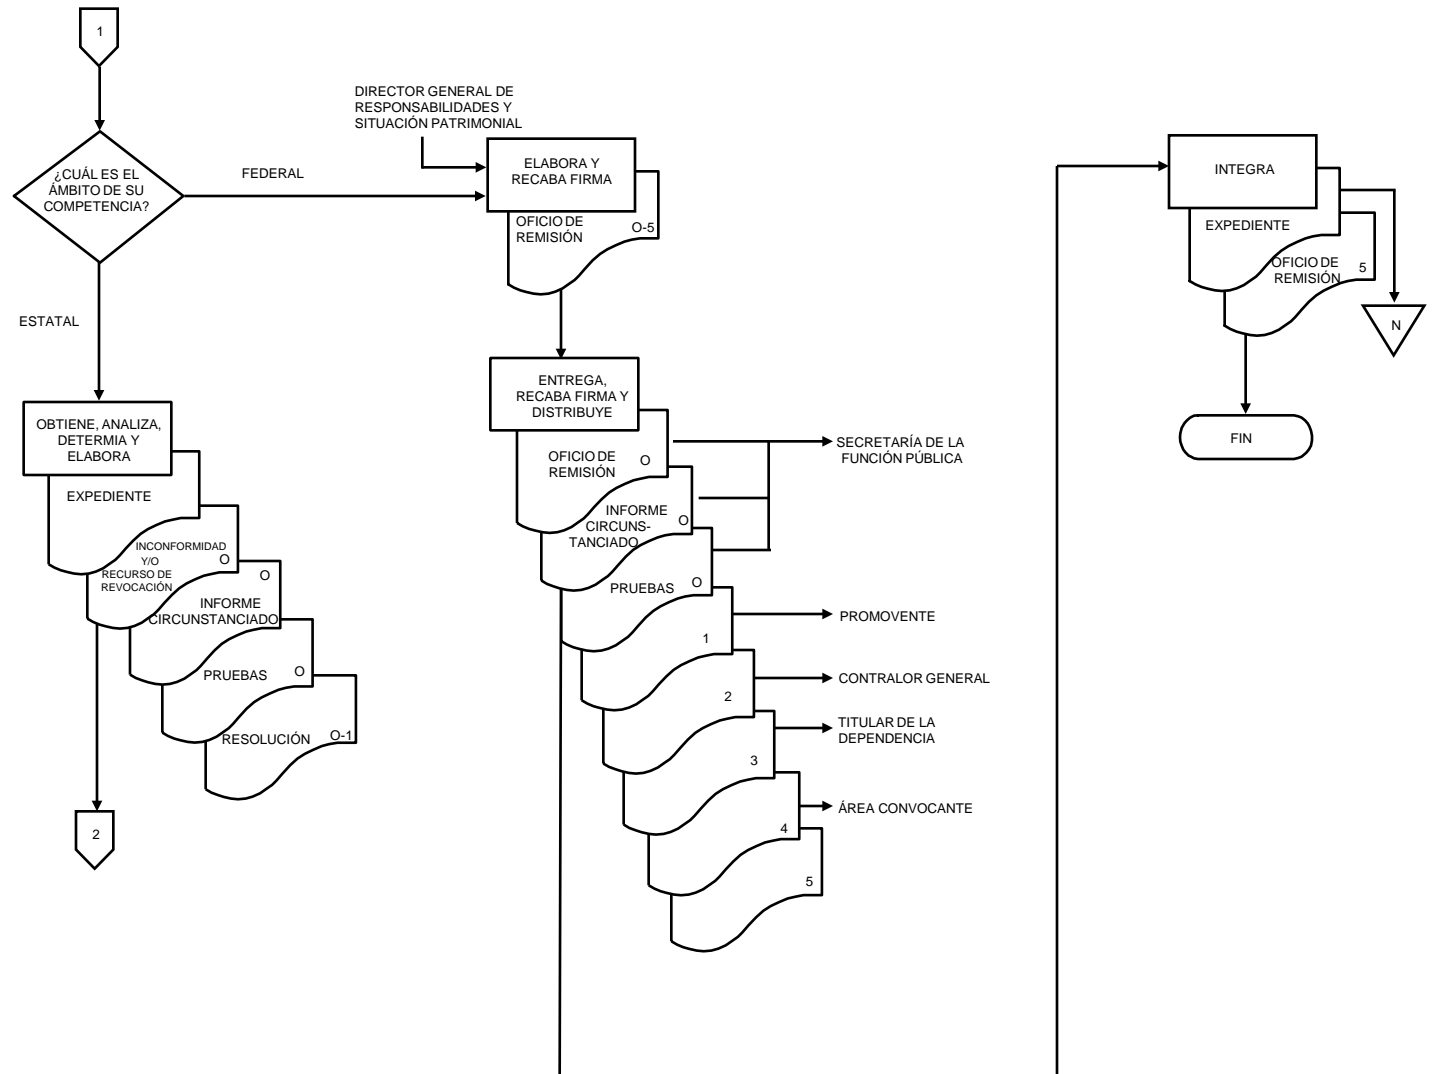 1
¿CUÁL ES EL
ÁMBITO DE SU
COMPETENCIA?
FEDERAL
ESTATAL
OBTIENE, ANALIZA,
DETERMIA Y
ELABORA
EXPEDIENTE
INCONFORMIDAD
Y/O
O
RECURSO DE
REVOCACIÓN
O
INFORME
CIRCUNSTANCIADO
PRUEBAS
O
RESOLUCIÓN
O-1
2
DIRECTOR GENERAL DE
RESPONSABILIDADES Y
SITUACIÓN PATRIMONIAL
ELABORA Y
RECABA FIRMA
OFICIO DE
REMISIÓN
O-5
ENTREGA,
RECABA FIRMA Y
DISTRIBUYE
OFICIO DE
REMISIÓN
O
INFORME
CIRCUNS-
TANCIADO
O
PRUEBAS
O
1
2
3
4
5
SECRETARÍA DE LA
FUNCIÓN PÚBLICA
PROMOVENTE
CONTRALOR GENERAL
TITULAR DE LA
DEPENDENCIA
ÁREA CONVOCANTE
INTEGRA
EXPEDIENTE
OFICIO DE
REMISIÓN
5
N
FIN